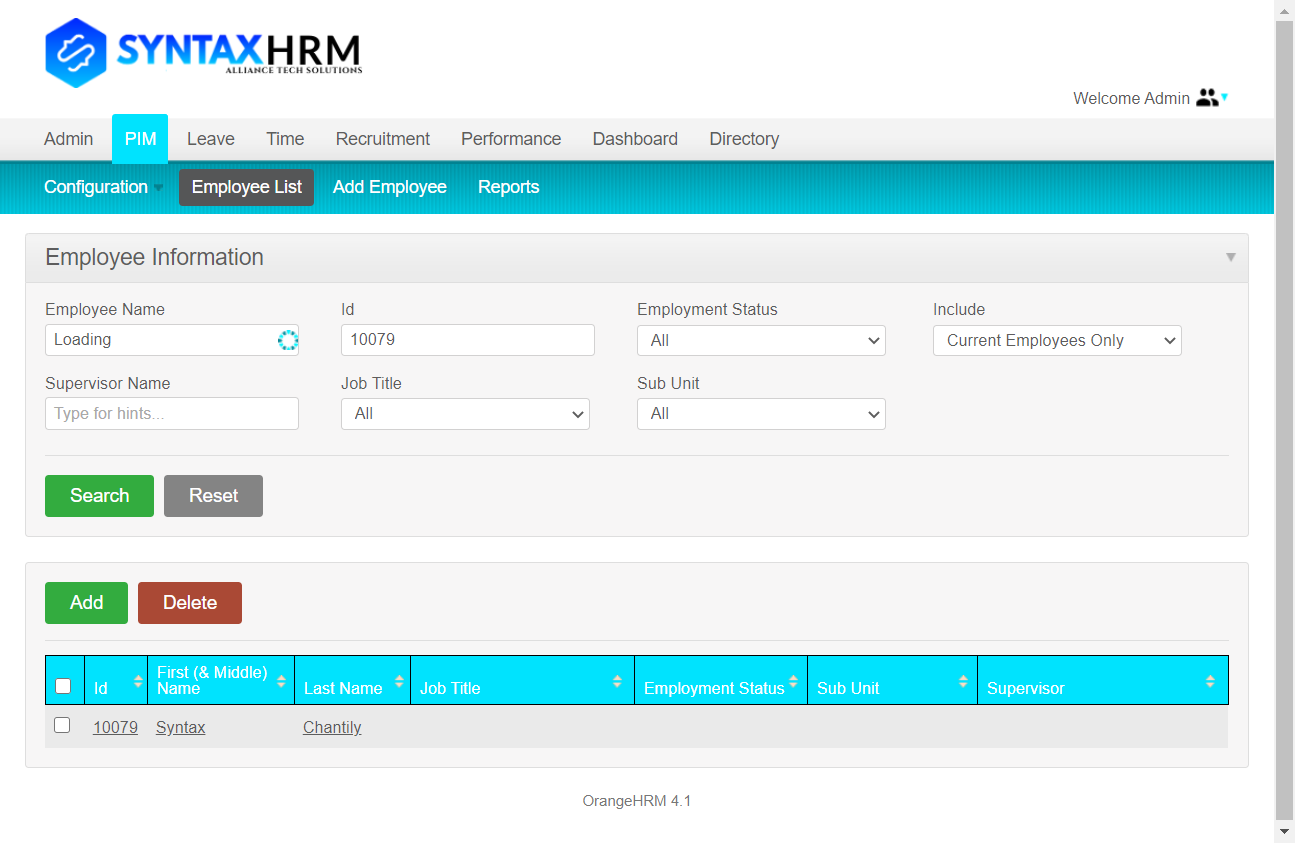 SYNTAXHRM
ALLIANCE TECH SOLUTIONS
Welcome Admin
Admin PIM Leave Time Recruitment Performance Dashboard Directory
Configuration Employee List Add Employee Reports
Employee Information
Employee Name Id Employment Status Include
Loading 10079 All Current Employees Only
Supervisor Name Job Title Sub Unit
Type for hints... All All
Search Reset
Add Delete
Id First (& Middle) Name Last Name Job Title Employment Status Sub Unit Supervisor
10079 Syntax Chantily
OrangeHRM 4.1